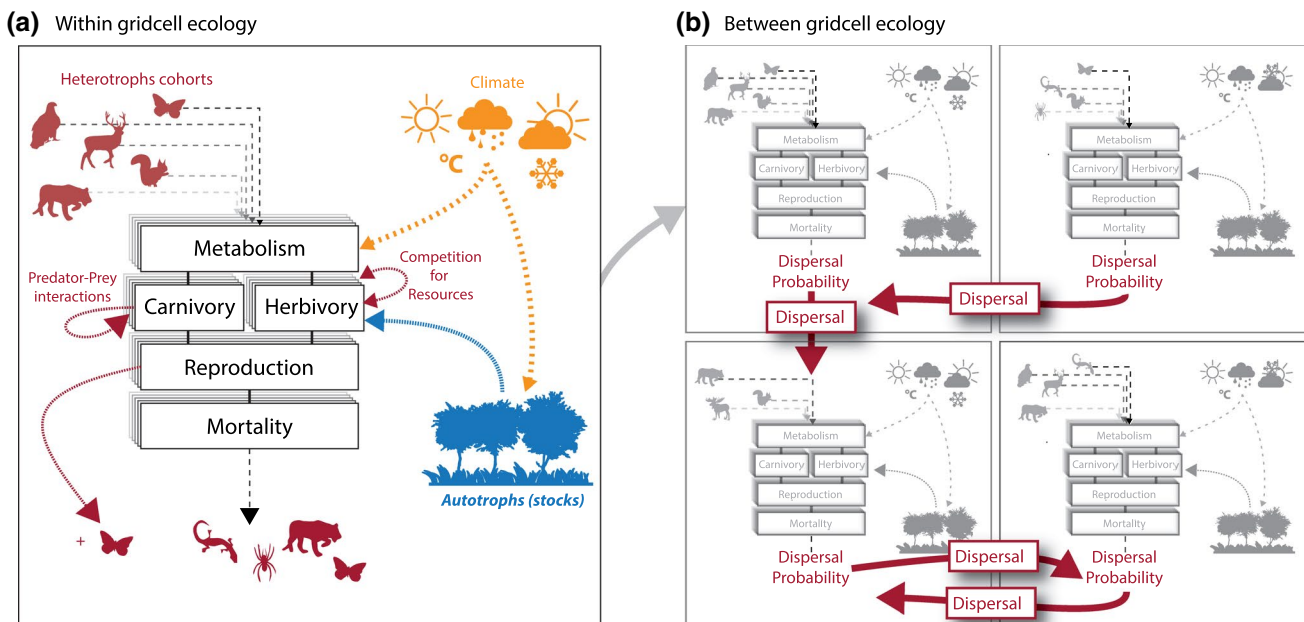 (a) Within gridcell ecology
Heterotrophs cohorts
Climate
°C
Metabolism
Predator-Prey
interactions
Competition
for
Resources
Carnivory
Herbivory
Reproduction
Mortality
Autotrophs (stocks)
+
(b) Between gridcell ecology
°C
Metabolism
Carnivory
Herbivory
Reproduction
Mortality
Dispersal
Probability
°C
Metabolism
Carnivory
Herbivory
Reproduction
Mortality
Dispersal
Probability
Dispersal
Dispersal
°C
Metabolism
Carnivory
Herbivory
Reproduction
Mortality
Dispersal
Probability
°C
Metabolism
Carnivory
Herbivory
Reproduction
Mortality
Dispersal
Probability
Dispersal
Dispersal